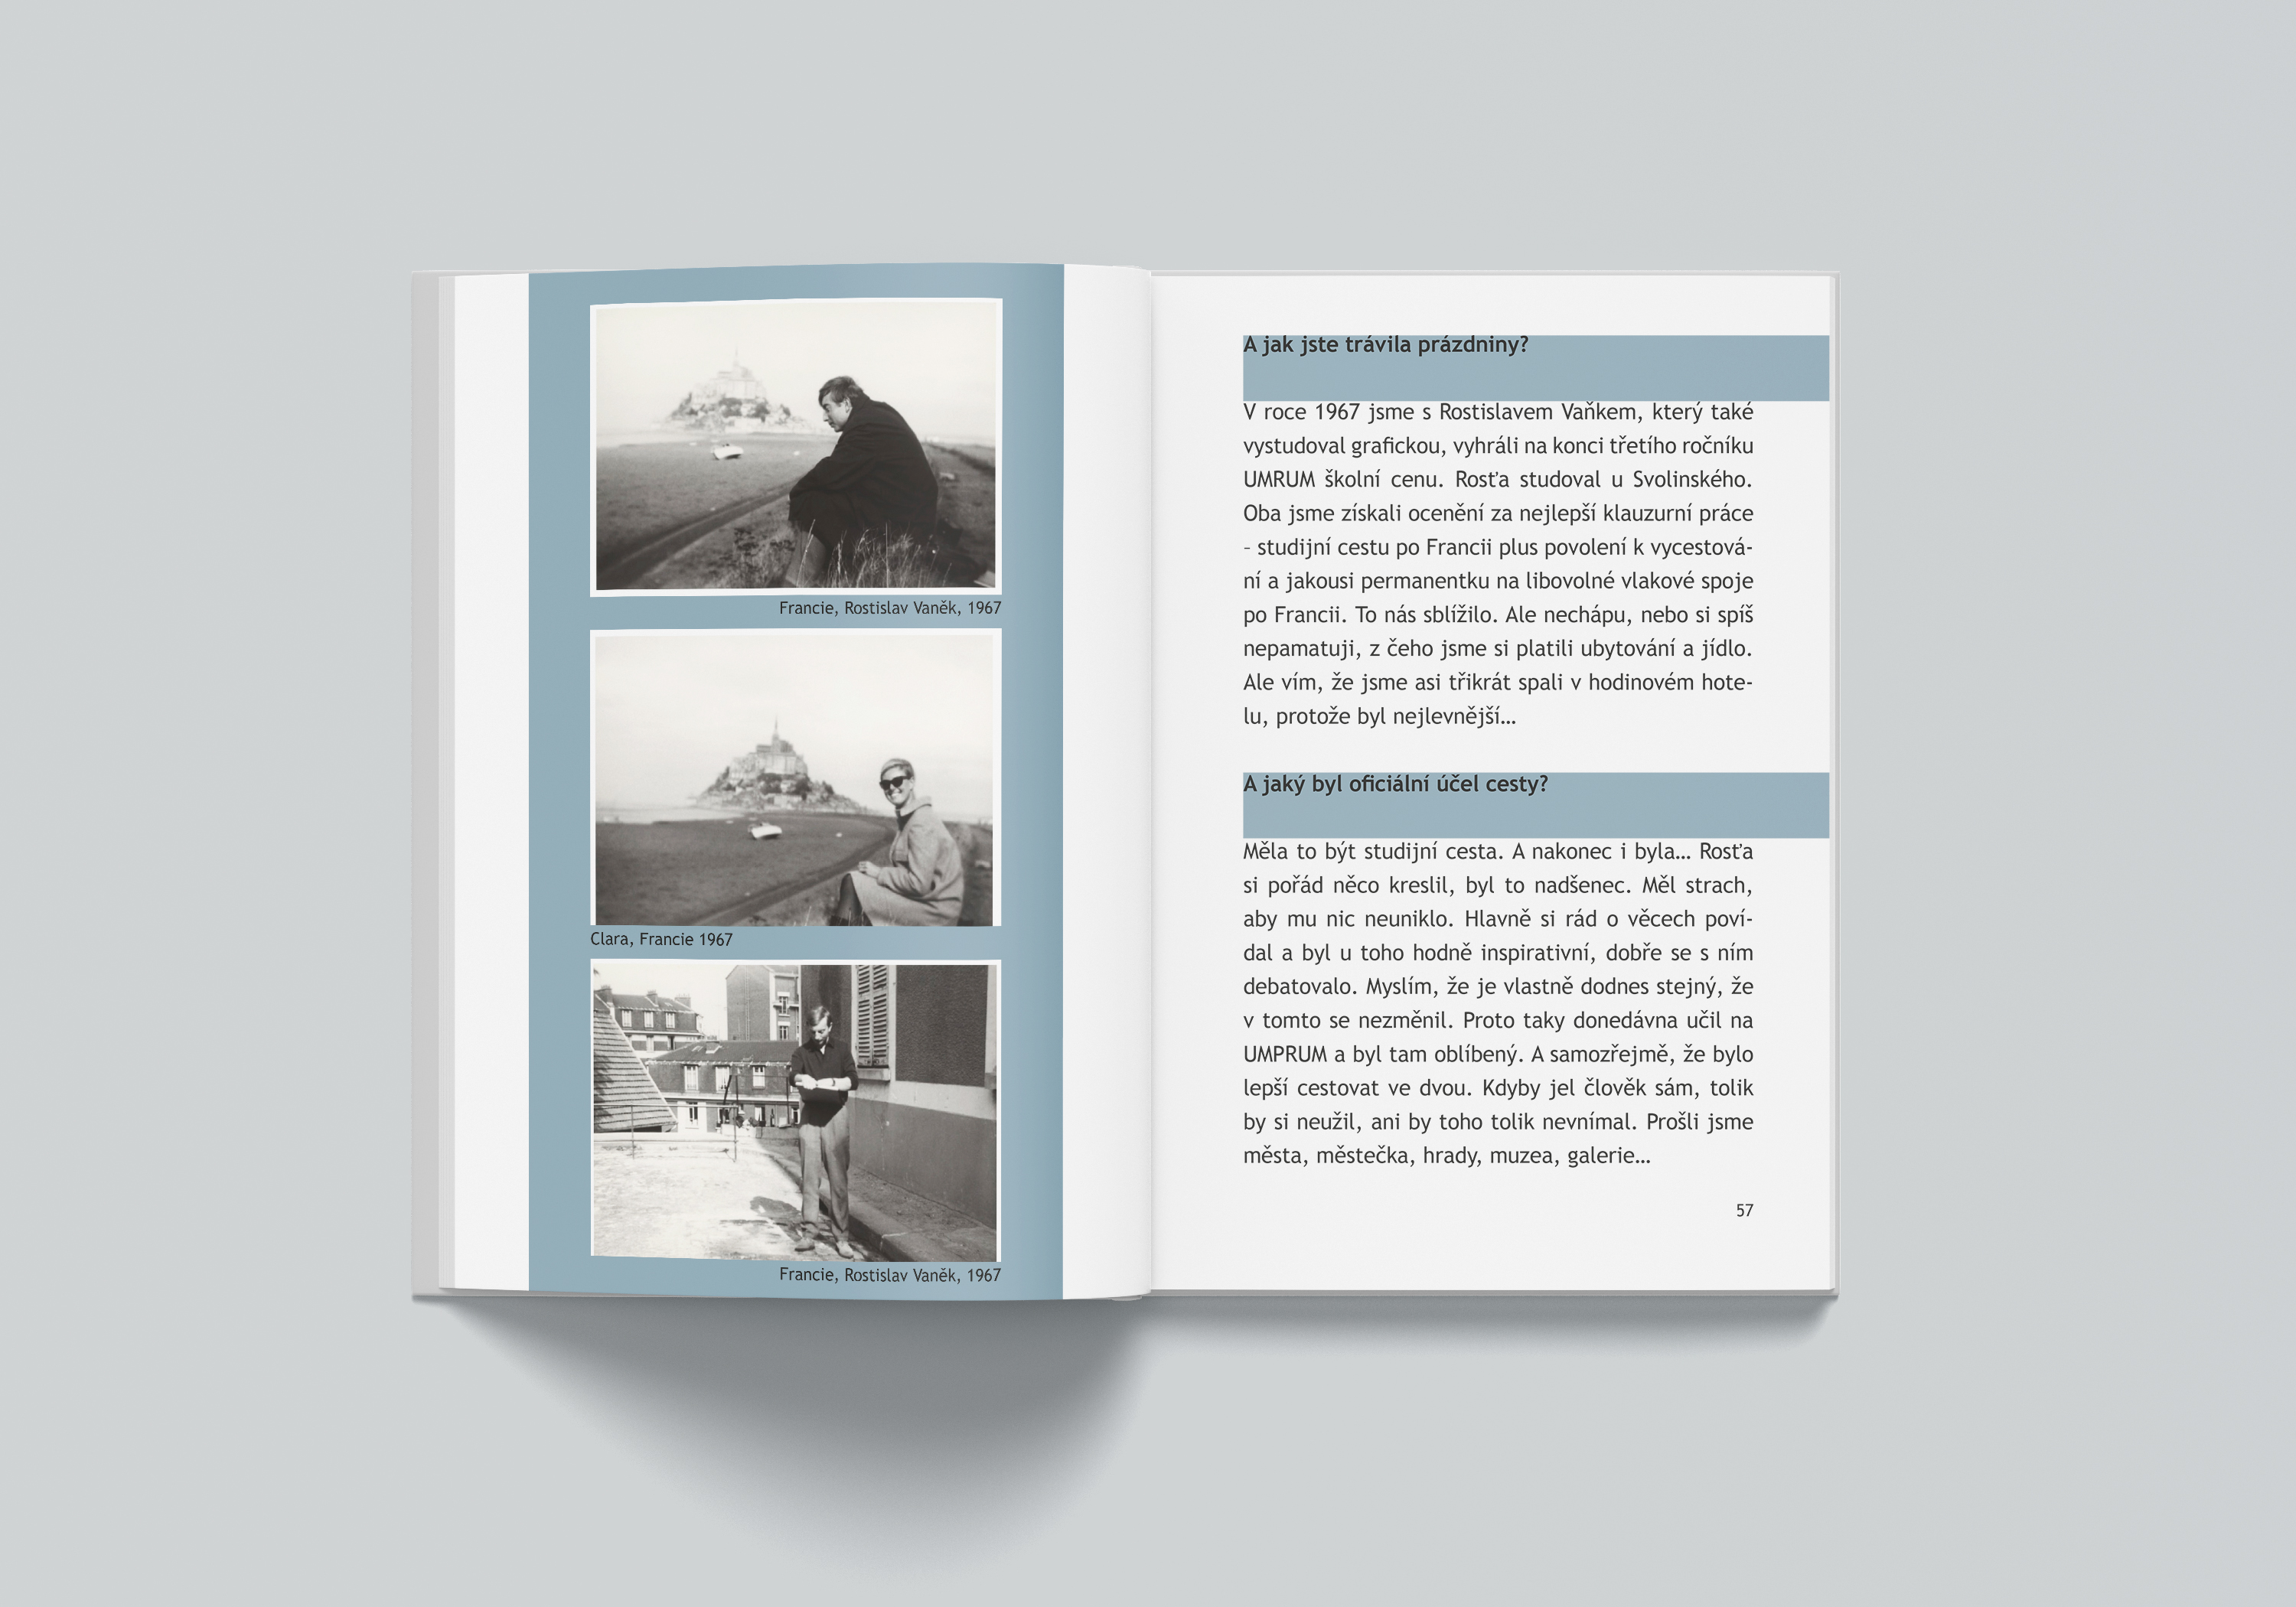 Francie, Rostislav Vaněk, 1967
Clara, Francie 1967
Francie, Rostislav Vaněk, 1967
A jak jste trávila prázdniny?
V roce 1967 jsme s Rostislavem Vaňkem, který také
vystudoval grafickou, vyhráli na konci třetího ročníku
UMRUM školní cenu. Rosťa studoval u Svolinského.
Oba jsme získali ocenění za nejlepší klauzurní práce
– studijní cestu po Francii plus povolení k vycestová-
ní a jakousi permanentku na libovolné vlakové spoje
po Francii. To nás sblížilo. Ale nechápu, nebo si spíš
nepamatuji, z čeho jsme si platili ubytování a jídlo.
Ale vím, že jsme asi třikrát spali v hodinovém hote-
lu, protože byl nejlevnější…
A jaký byl oficiální účel cesty?
Měla to být studijní cesta. A nakonec i byla… Rosťa
si pořád něco kreslil, byl to nadšenec. Měl strach,
aby mu nic neuniklo. Hlavně si rád o věcech poví-
dal a byl u toho hodně inspirativní, dobře se s ním
debatovalo. Myslím, že je vlastně dodnes stejný, že
v tomto se nezměnil. Proto taky donedávna učil na
UMPRUM a byl tam oblíbený. A samozřejmě, že bylo
lepší cestovat ve dvou. Kdyby jel člověk sám, tolik
by si neužil, ani by toho tolik nevnímal. Prošli jsme
města, městečka, hrady, muzea, galerie…
57